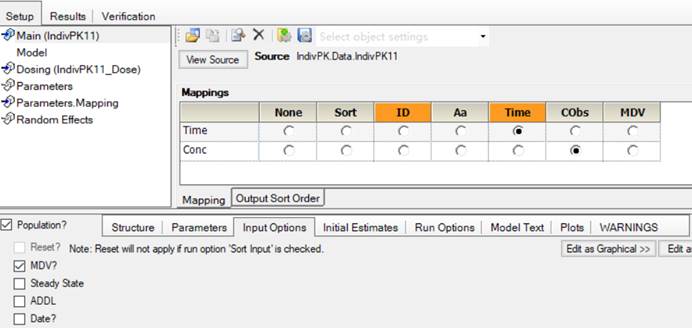 Setup Results Verification
Main (IndivPK11)
Model
Dosing (IndivPK11_Dose)
Parameters
Parameters.Mapping
Random Effects
Select object settings
View Source Source IndivPK.Data.IndivPK11
Mappings
None Sort ID Aa Time CObs MDV
Time
Conc
Mapping Output Sort Order
Population? Structure Parameters Input Options Initial Estimates Run Options Model Text Plots WARNINGS
Reset? Note: Reset will not apply if run option 'Sort Input' is checked. Edit as Graphical >> Edit a
MDV?
Steady State
ADDL
Date?